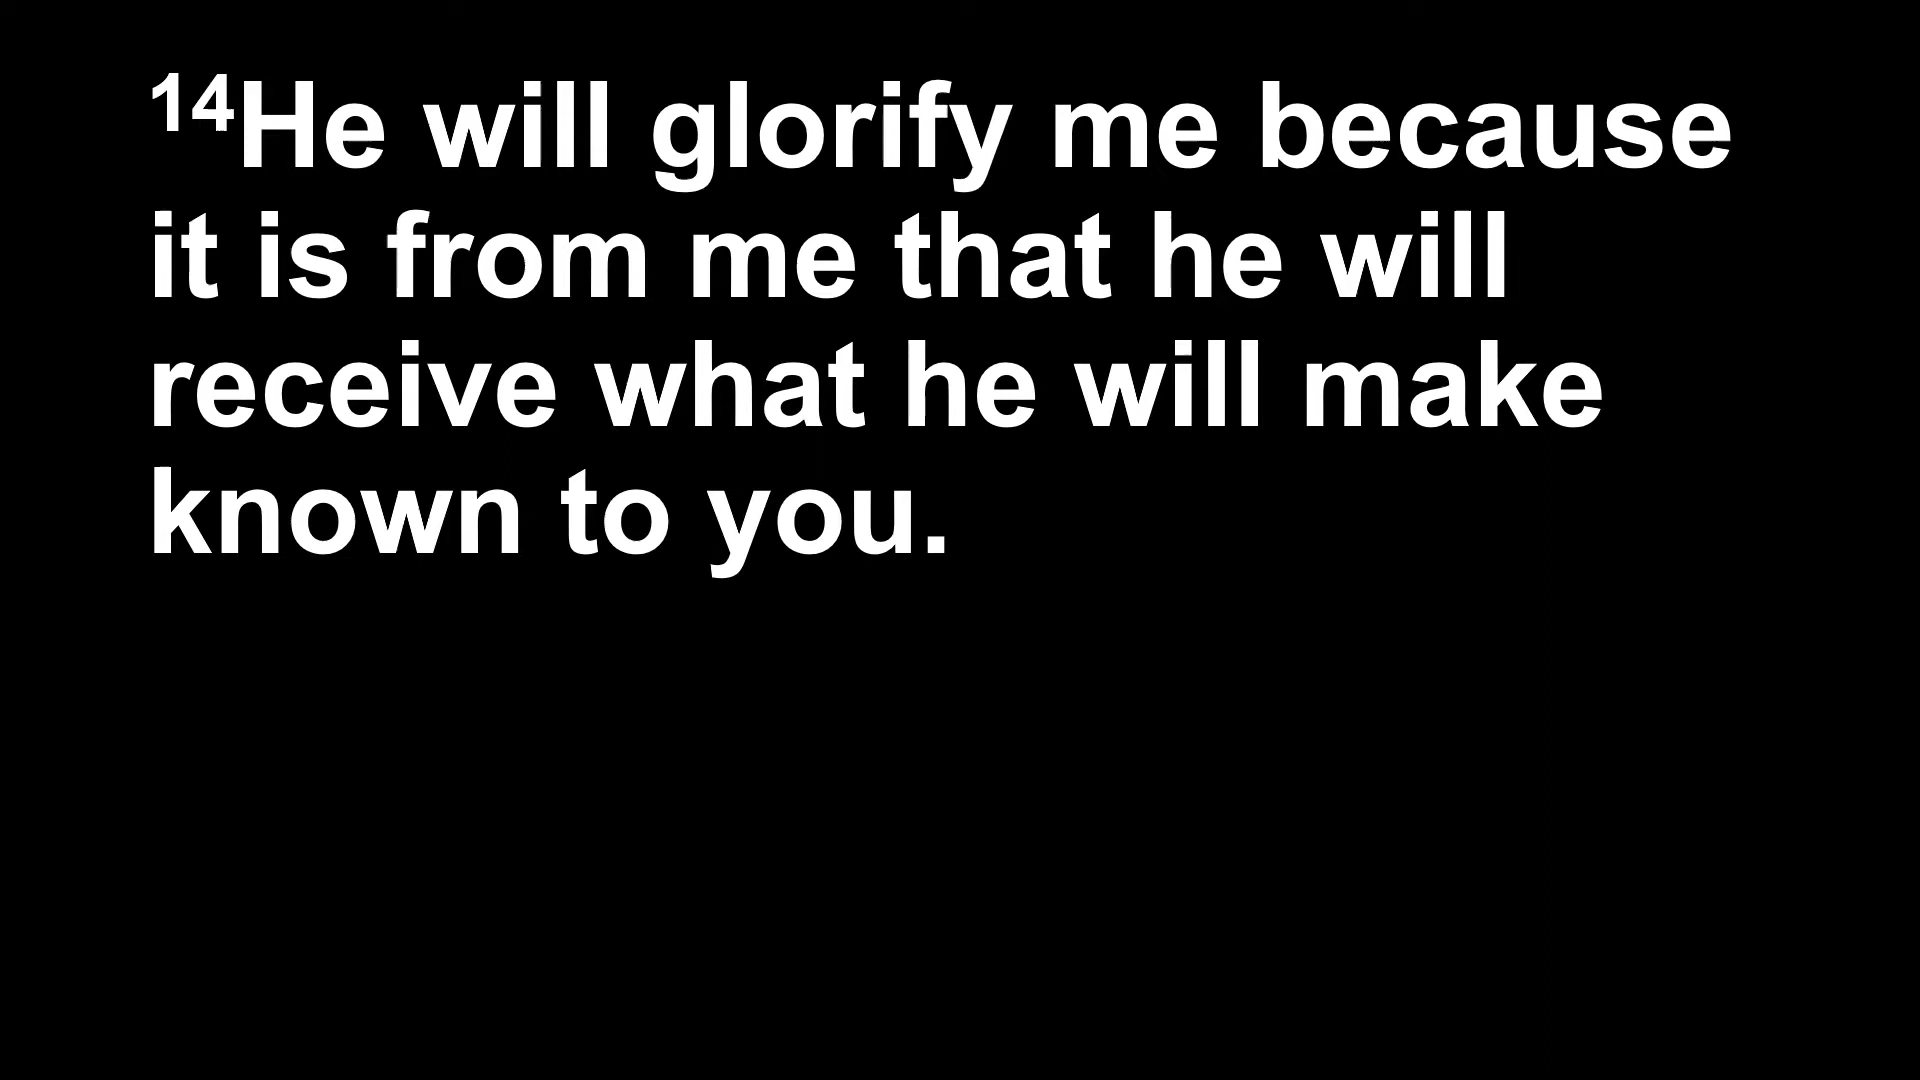 14He will glorify me because
it is from me that he will
receive what he will make
known to you.